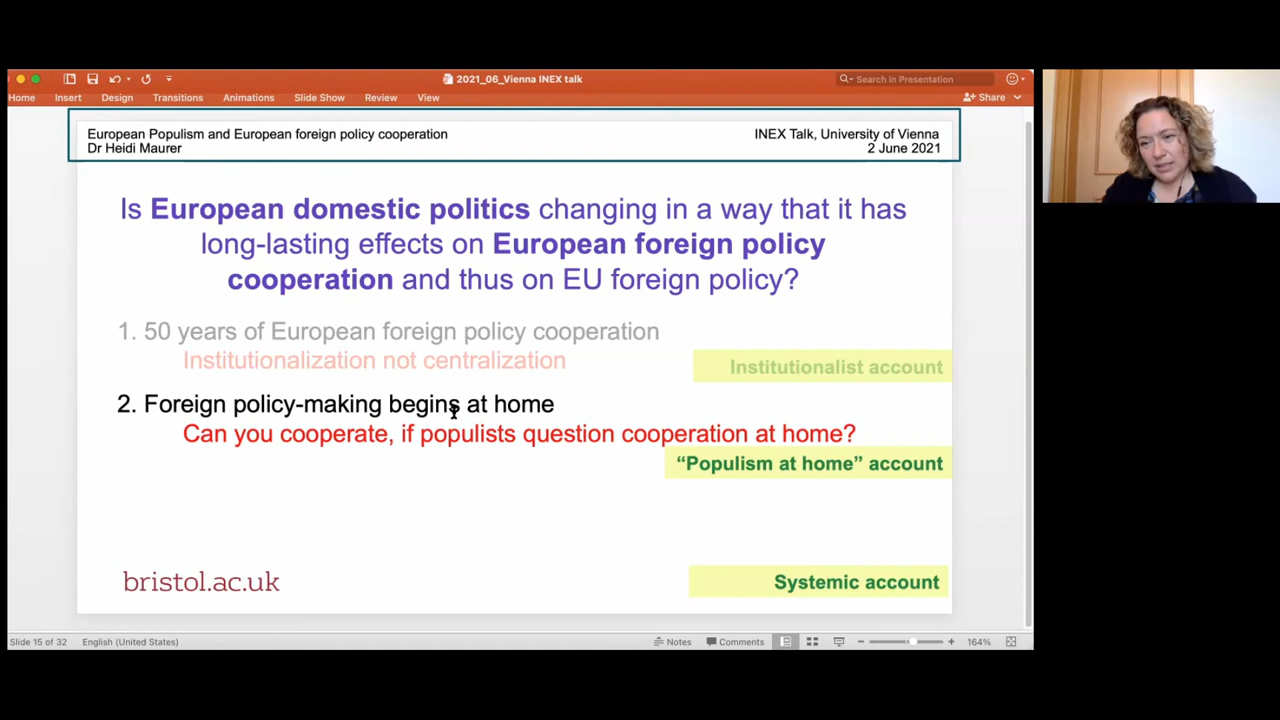 2021_06_Vienna INEX talk
Search in Presentation
Home Insert Design Transitions Animations Slide Show Review View
Share
European Populism and European foreign policy cooperation
Dr Heidi Maurer
INEX Talk, University of Vienna
2 June 2021
Is European domestic politics changing in a way that it has
long-lasting effects on European foreign policy
cooperation and thus on EU foreign policy?
1. 50 years of European foreign policy cooperation
Institutionalization not centralization
Institutionalist account
2. Foreign policy-making begins at home
Can you cooperate, if populists question cooperation at home?
“Populism at home” account
bristol.ac.uk
Systemic account
Slide 15 of 32 English (United States) Notes Comments 164%